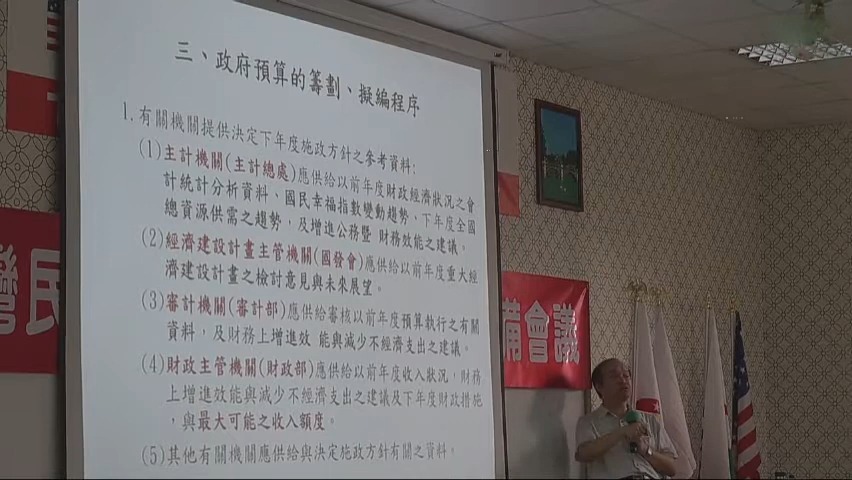 三、政府預算的籌劃、擬編程序
1. 有關機關提供決定下年度施政方針之參考資料:
(1)主計機關(主計總處)應供給以前年度財政經濟狀況之會
計統計分析資料、國民幸福指數變動趨勢、下年度全國
總資源供需之趨勢，及增進公務暨 財務效能之建議。
(2)經濟建設計畫主管機關(國發會)應供給以前年度重大經
濟建設計畫之檢討意見與未來展望。
(3)審計機關(審計部)應供給審核以前年度預算執行之有關
資料，及財務上增進效 能與減少不經濟支出之建議。
(4)財政主管機關(財政部)應供給以前年度收入狀況，財務
上增進效能與減少不經濟支出之建議及下年度財政措施
，與最大可能之收入額度。
(5)其他有關機關應供給與決定施政方針有關之資料。
灣民
備會議